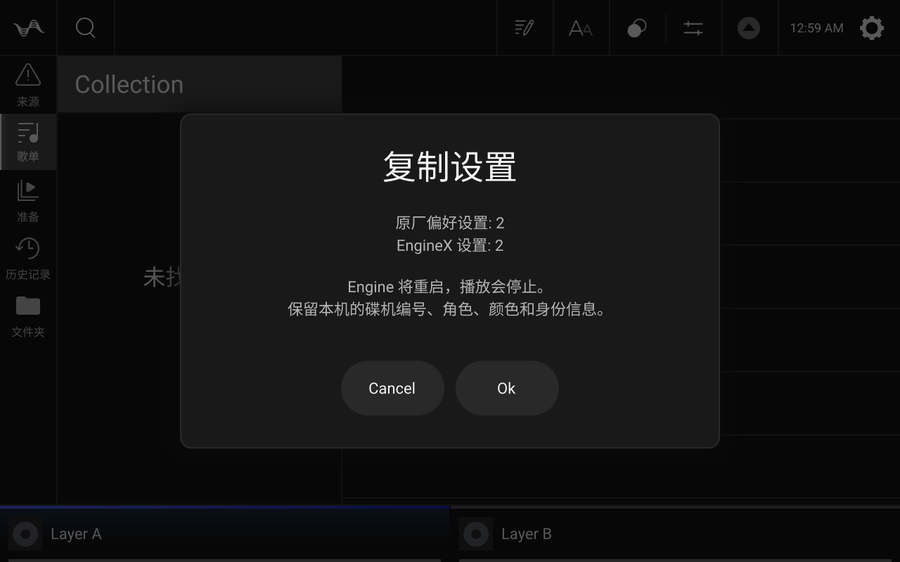 12:59 AM
来源
Collection
歌单
准备
历史记录
文件夹
未找
复制设置
原厂偏好设置: 2
EngineX 设置: 2
Engine 将重启，播放会停止。
保留本机的碟机编号、角色、颜色和身份信息。
Cancel
Ok
Layer A
Layer B